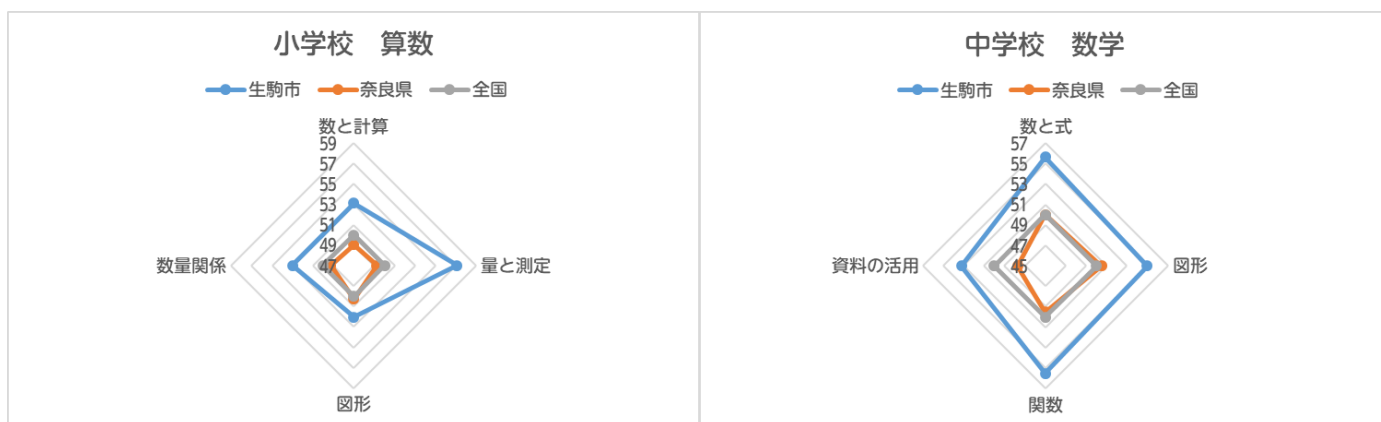 小学校 算数
生駒市 奈良県 全国
数と計算
59
57
55
53
51
49
47
数量関係
量と測定
図形
中学校 数学
生駒市 奈良県 全国
数と式
57
55
53
51
49
47
45
資料の活用
図形
関数